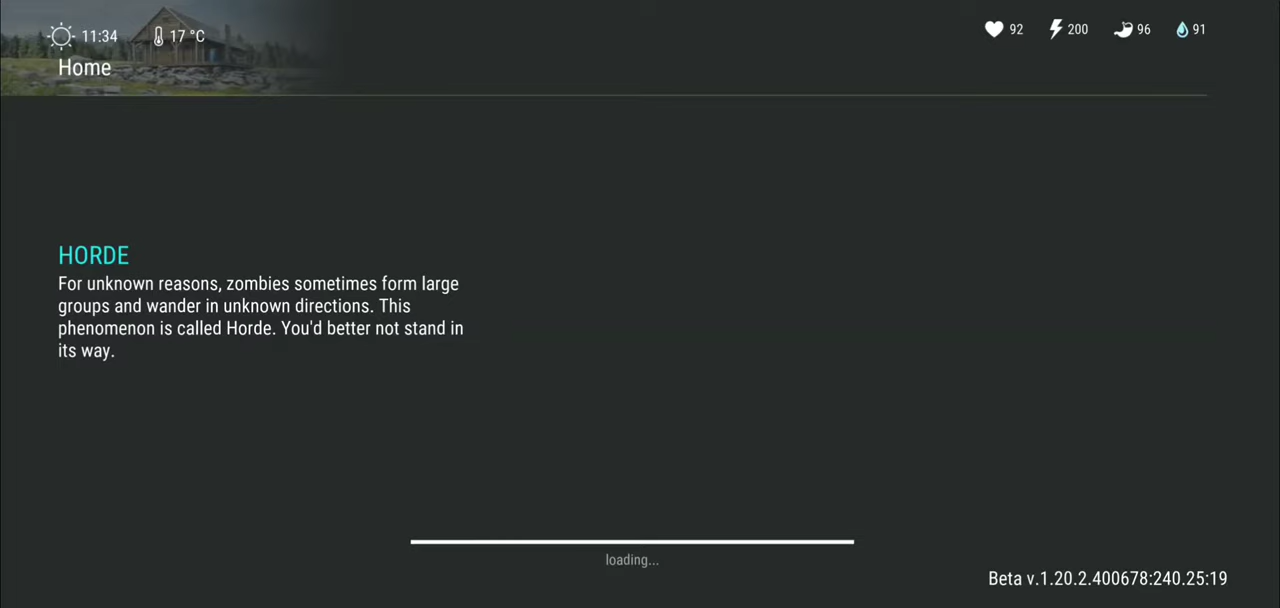 11:34 17 °C 92 200 96 91
Home
HORDE
For unknown reasons, zombies sometimes form large
groups and wander in unknown directions. This
phenomenon is called Horde. You'd better not stand in
its way.
loading...
Beta v.1.20.2.400678:240.25:19